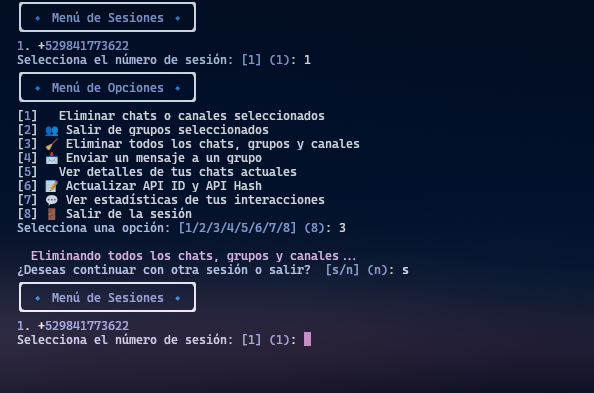 🔹 Menú de Sesiones 🔹
1. +529841773622
Selecciona el número de sesión: [1] (1): 1
🔹 Menú de Opciones 🔹
[1]   Eliminar chats o canales seleccionados
[2] 👥 Salir de grupos seleccionados
[3] 🧹 Eliminar todos los chats, grupos y canales
[4] 📩 Enviar un mensaje a un grupo
[5]   Ver detalles de tus chats actuales
[6] 📝 Actualizar API ID y API Hash
[7] 💬 Ver estadísticas de tus interacciones
[8] 🚪 Salir de la sesión
Selecciona una opción: [1/2/3/4/5/6/7/8] (8): 3
Eliminando todos los chats, grupos y canales...
¿Deseas continuar con otra sesión o salir?  [s/n] (n): s
🔹 Menú de Sesiones 🔹
1. +529841773622
Selecciona el número de sesión: [1] (1):